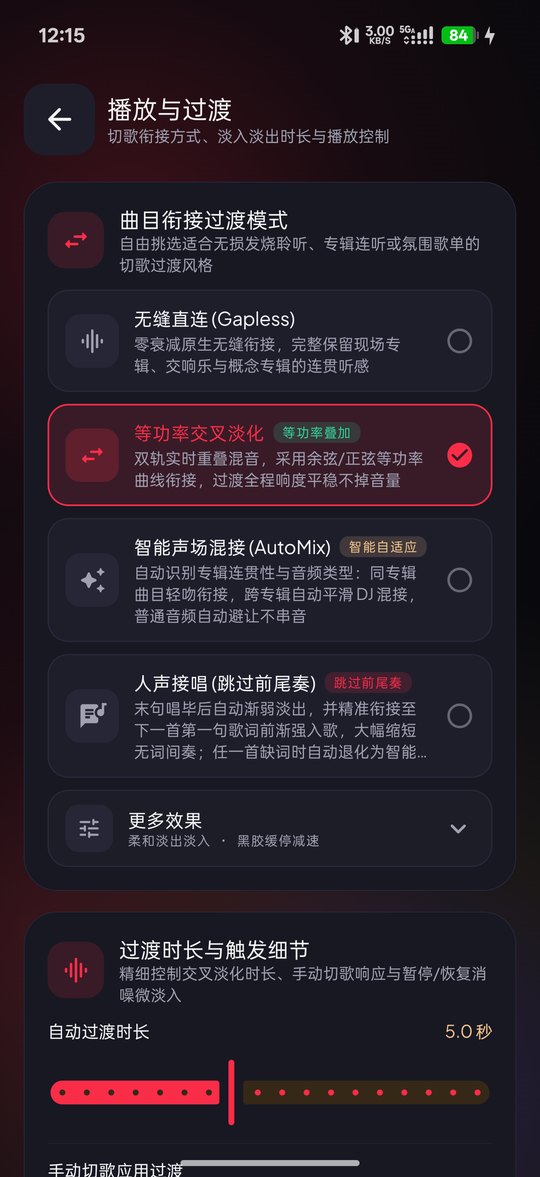 12:15
3.00 KB/S 5GA 84
播放与过渡
切歌衔接方式、淡入淡出时长与播放控制
曲目衔接过渡模式
自由挑选适合无损发烧聆听、专辑连听或氛围歌单的
切歌过渡风格
无缝直连 (Gapless)
零衰减原生无缝衔接，完整保留现场专
辑、交响乐与概念专辑的连贯听感
等功率交叉淡化 等功率叠加
双轨实时重叠混音，采用余弦/正弦等功率
曲线衔接，过渡全程响度平稳不掉音量
智能声场混接 (AutoMix) 智能自适应
自动识别专辑连贯性与音频类型：同专辑
曲目轻吻衔接，跨专辑自动平滑 DJ 混接，
普通音频自动避让不串音
人声接唱 (跳过前尾奏) 跳过前尾奏
末句唱毕后自动渐弱淡出，并精准衔接至
下一首第一句歌词前渐强入歌，大幅缩短
无词间奏；任一首缺词时自动退化为智能…
更多效果
柔和淡出淡入 · 黑胶缓停减速
过渡时长与触发细节
精细控制交叉淡化时长、手动切歌响应与暂停/恢复消
噪微淡入
自动过渡时长 5.0 秒
手动切歌应用过渡